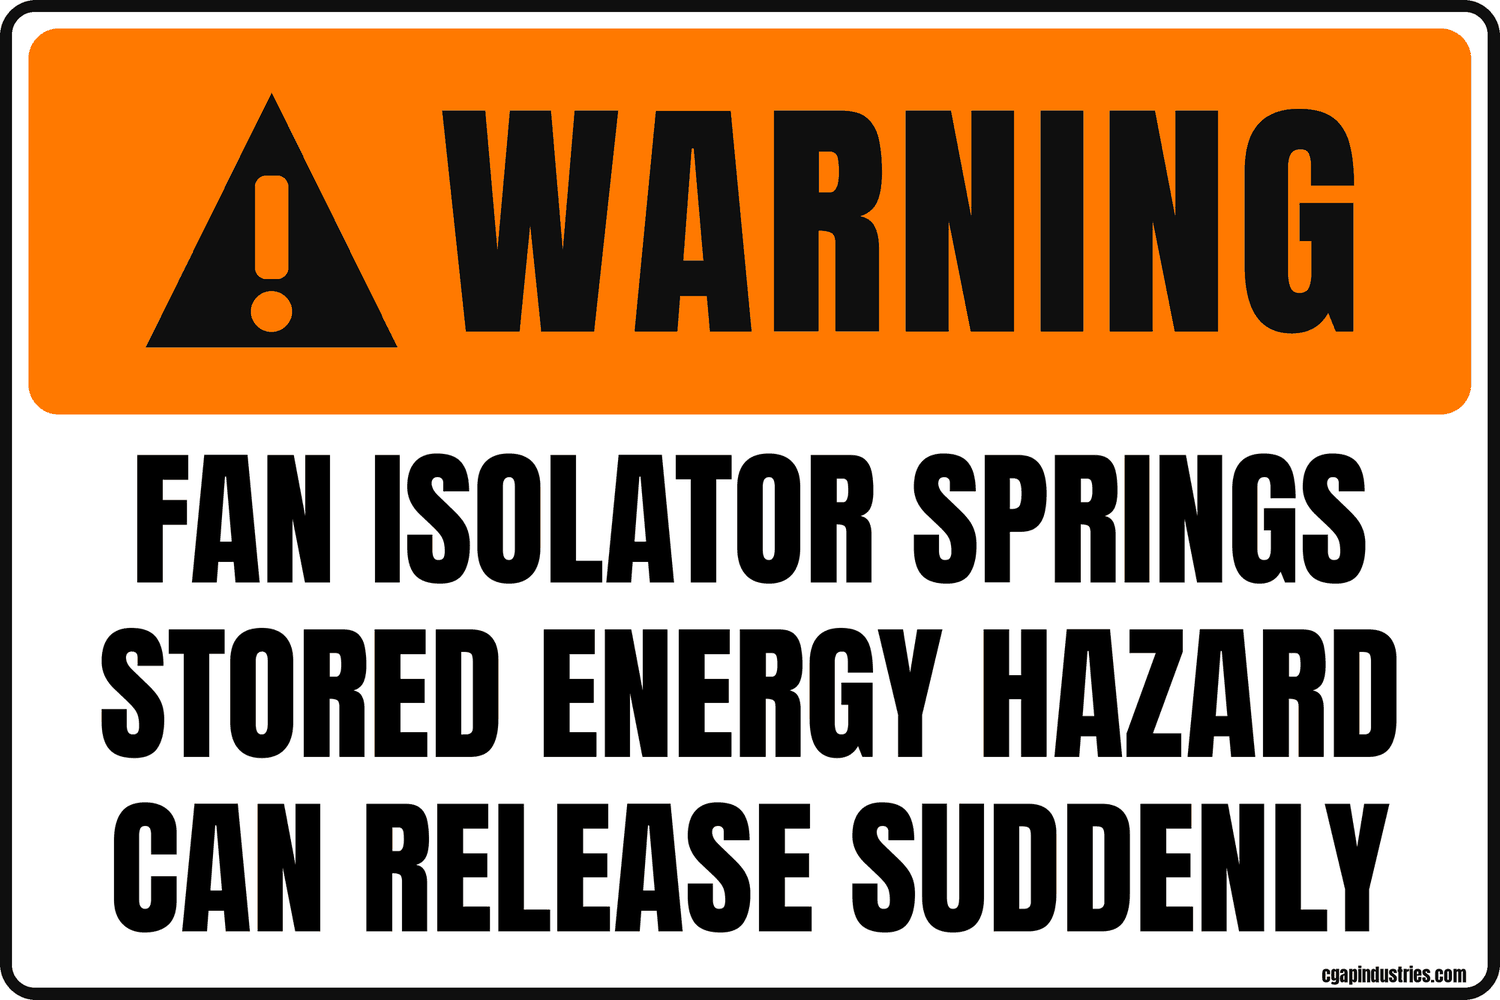 WARNING
FAN ISOLATOR SPRINGS
STORED ENERGY HAZARD
CAN RELEASE SUDDENLY
cgapindustries.com